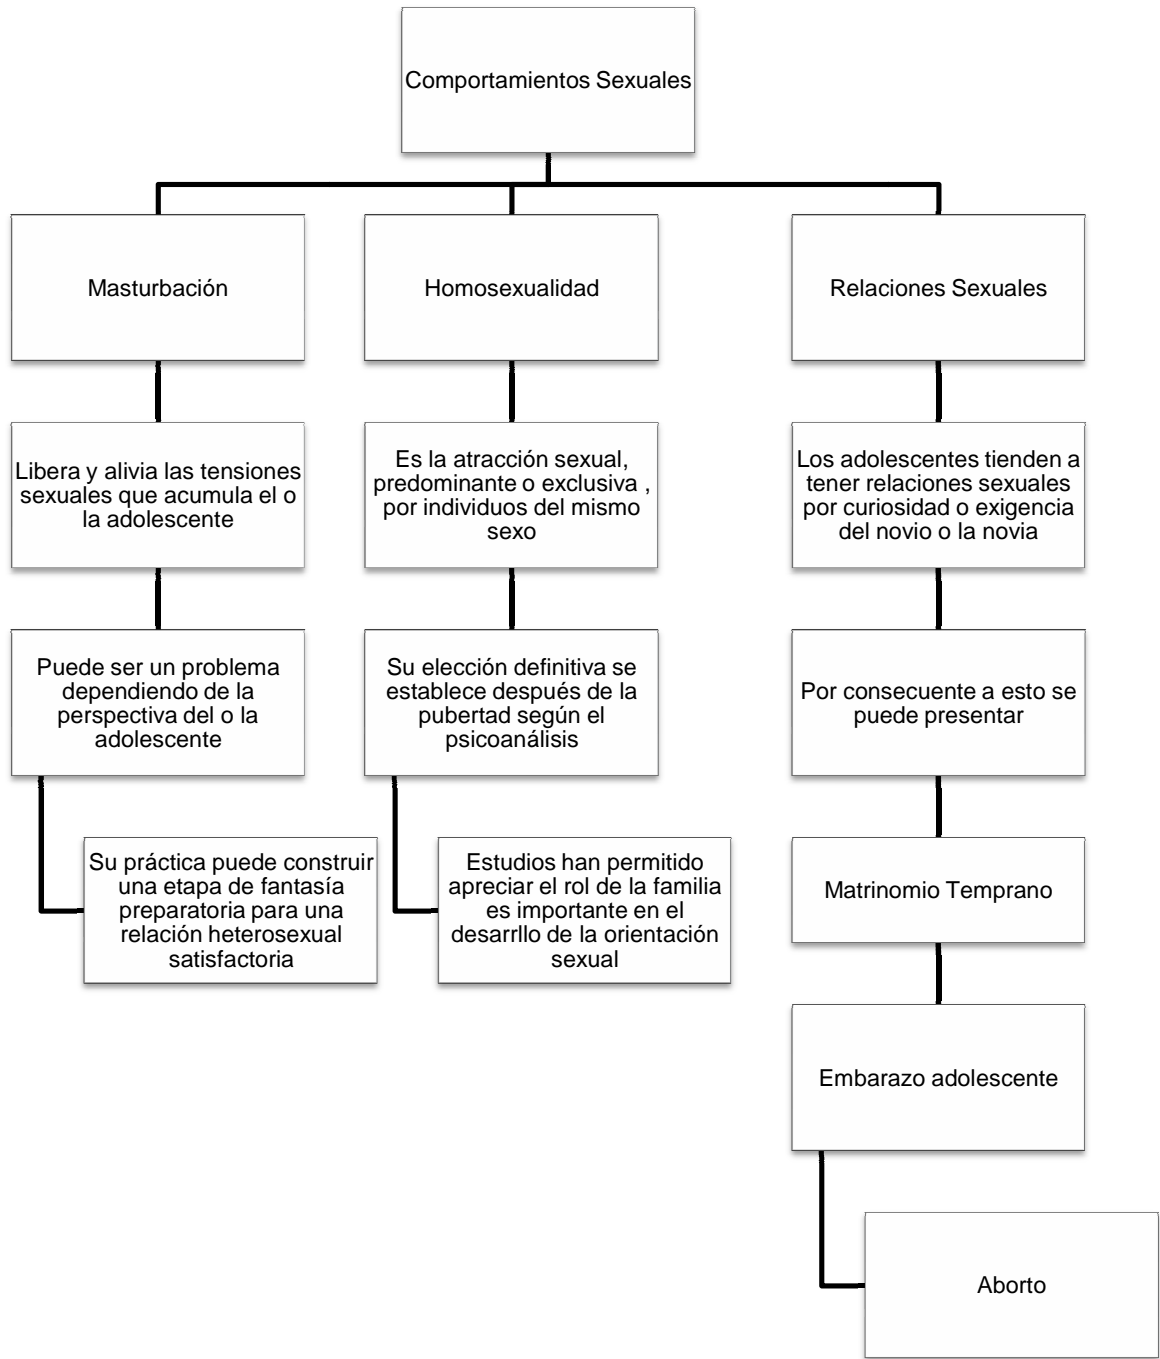 Comportamientos Sexuales
Masturbación
Homosexualidad
Relaciones Sexuales
Libera y alivia las tensiones
sexuales que acumula el o
la adolescente
Es la atracción sexual,
predominante o exclusiva ,
por individuos del mismo
sexo
Los adolescentes tienden a
tener relaciones sexuales
por curiosidad o exigencia
del novio o la novia
Puede ser un problema
dependiendo de la
perspectiva del o la
adolescente
Su elección definitiva se
establece después de la
pubertad según el
psicoanálisis
Por consecuente a esto se
puede presentar
Su práctica puede construir
una etapa de fantasía
preparatoria para una
relación heterosexual
satisfactoria
Estudios han permitido
apreciar el rol de la familia
es importante en el
desarrllo de la orientación
sexual
Matrinomio Temprano
Embarazo adolescente
Aborto